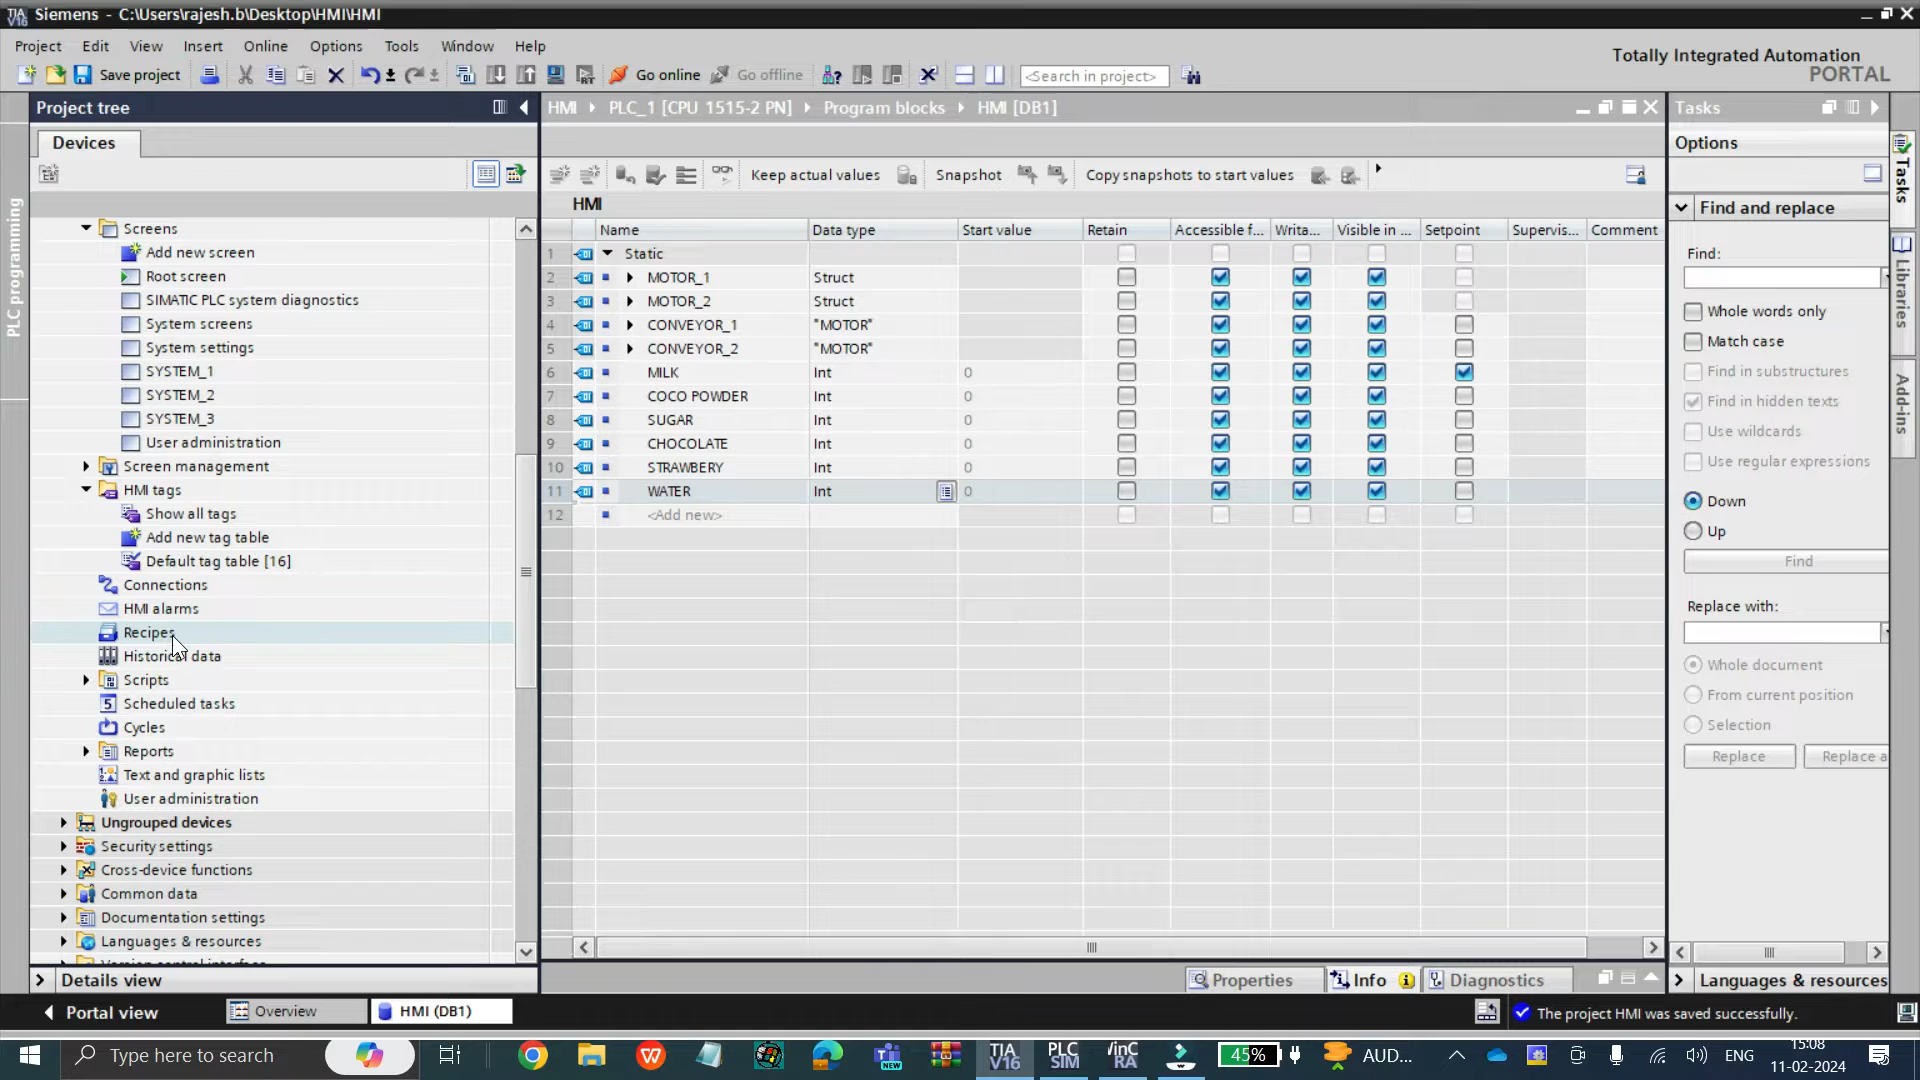 Siemens - C:\Users\rajesh.b\Desktop\HMI\HMI
Project Edit View Insert Online Options Tools Window Help
Totally Integrated Automation
PORTAL
Save project Go online Go offline <Search in project>
Project tree
HMI PLC_1 [CPU 1515-2 PN] Program blocks HMI [DB1]
Tasks
Devices
Options
Keep actual values Snapshot Copy snapshots to start values
PLC programming
HMI
Name Data type Start value Retain Accessible f... Writa... Visible in ... Setpoint Supervis... Comment
1 Static
2 MOTOR_1 Struct
3 MOTOR_2 Struct
4 CONVEYOR_1 "MOTOR"
5 CONVEYOR_2 "MOTOR"
6 MILK Int 0
7 COCO POWDER Int 0
8 SUGAR Int 0
9 CHOCOLATE Int 0
10 STRAWBERY Int 0
11 WATER Int 0
12 <Add new>
Screens
Add new screen
Root screen
SIMATIC PLC system diagnostics
System screens
System settings
SYSTEM_1
SYSTEM_2
SYSTEM_3
User administration
Screen management
HMI tags
Show all tags
Add new tag table
Default tag table [16]
Connections
HMI alarms
Recipes
Historical data
Scripts
Scheduled tasks
Cycles
Reports
Text and graphic lists
User administration
Ungrouped devices
Security settings
Cross-device functions
Common data
Documentation settings
Languages & resources
Version control interface
Details view
Find and replace
Find:
Whole words only
Match case
Find in substructures
Find in hidden texts
Use wildcards
Use regular expressions
Down
Up
Find
Replace with:
Whole document
From current position
Selection
Replace Replace a
Languages & resources
Tasks
Libraries
Add-ins
Properties Info Diagnostics
Portal view Overview HMI (DB1) The project HMI was saved successfully.
Type here to search 45% AUD... ENG 15:08
11-02-2024